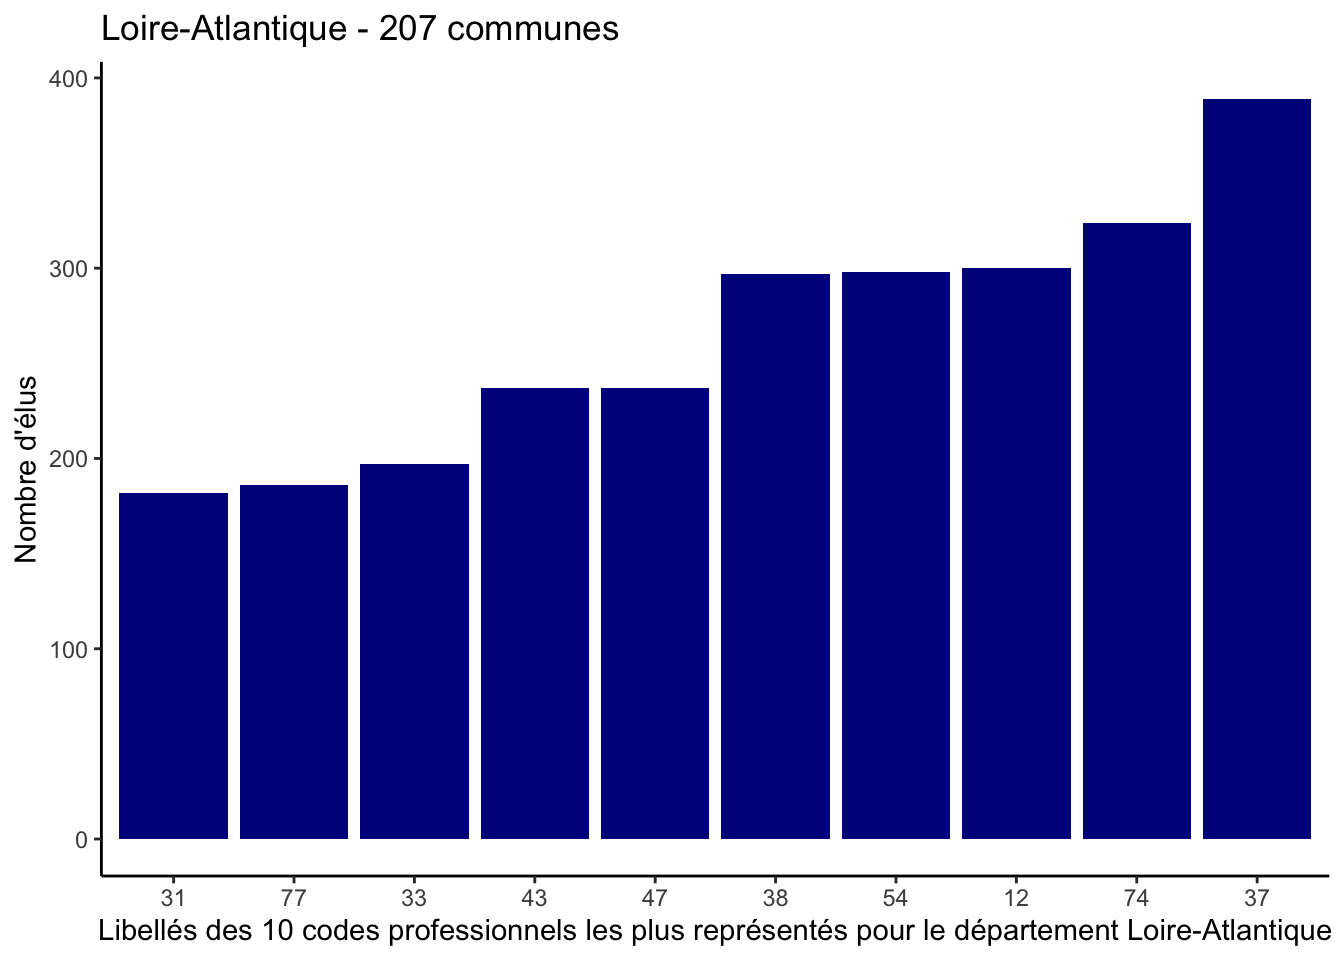 Loire-Atlantique - 207 communes
400
300
200
100
0
Nombre d'élus
31 77 33 43 47 38 54 12 74 37
Libellés des 10 codes professionnels les plus représentés pour le département Loire-Atlantique